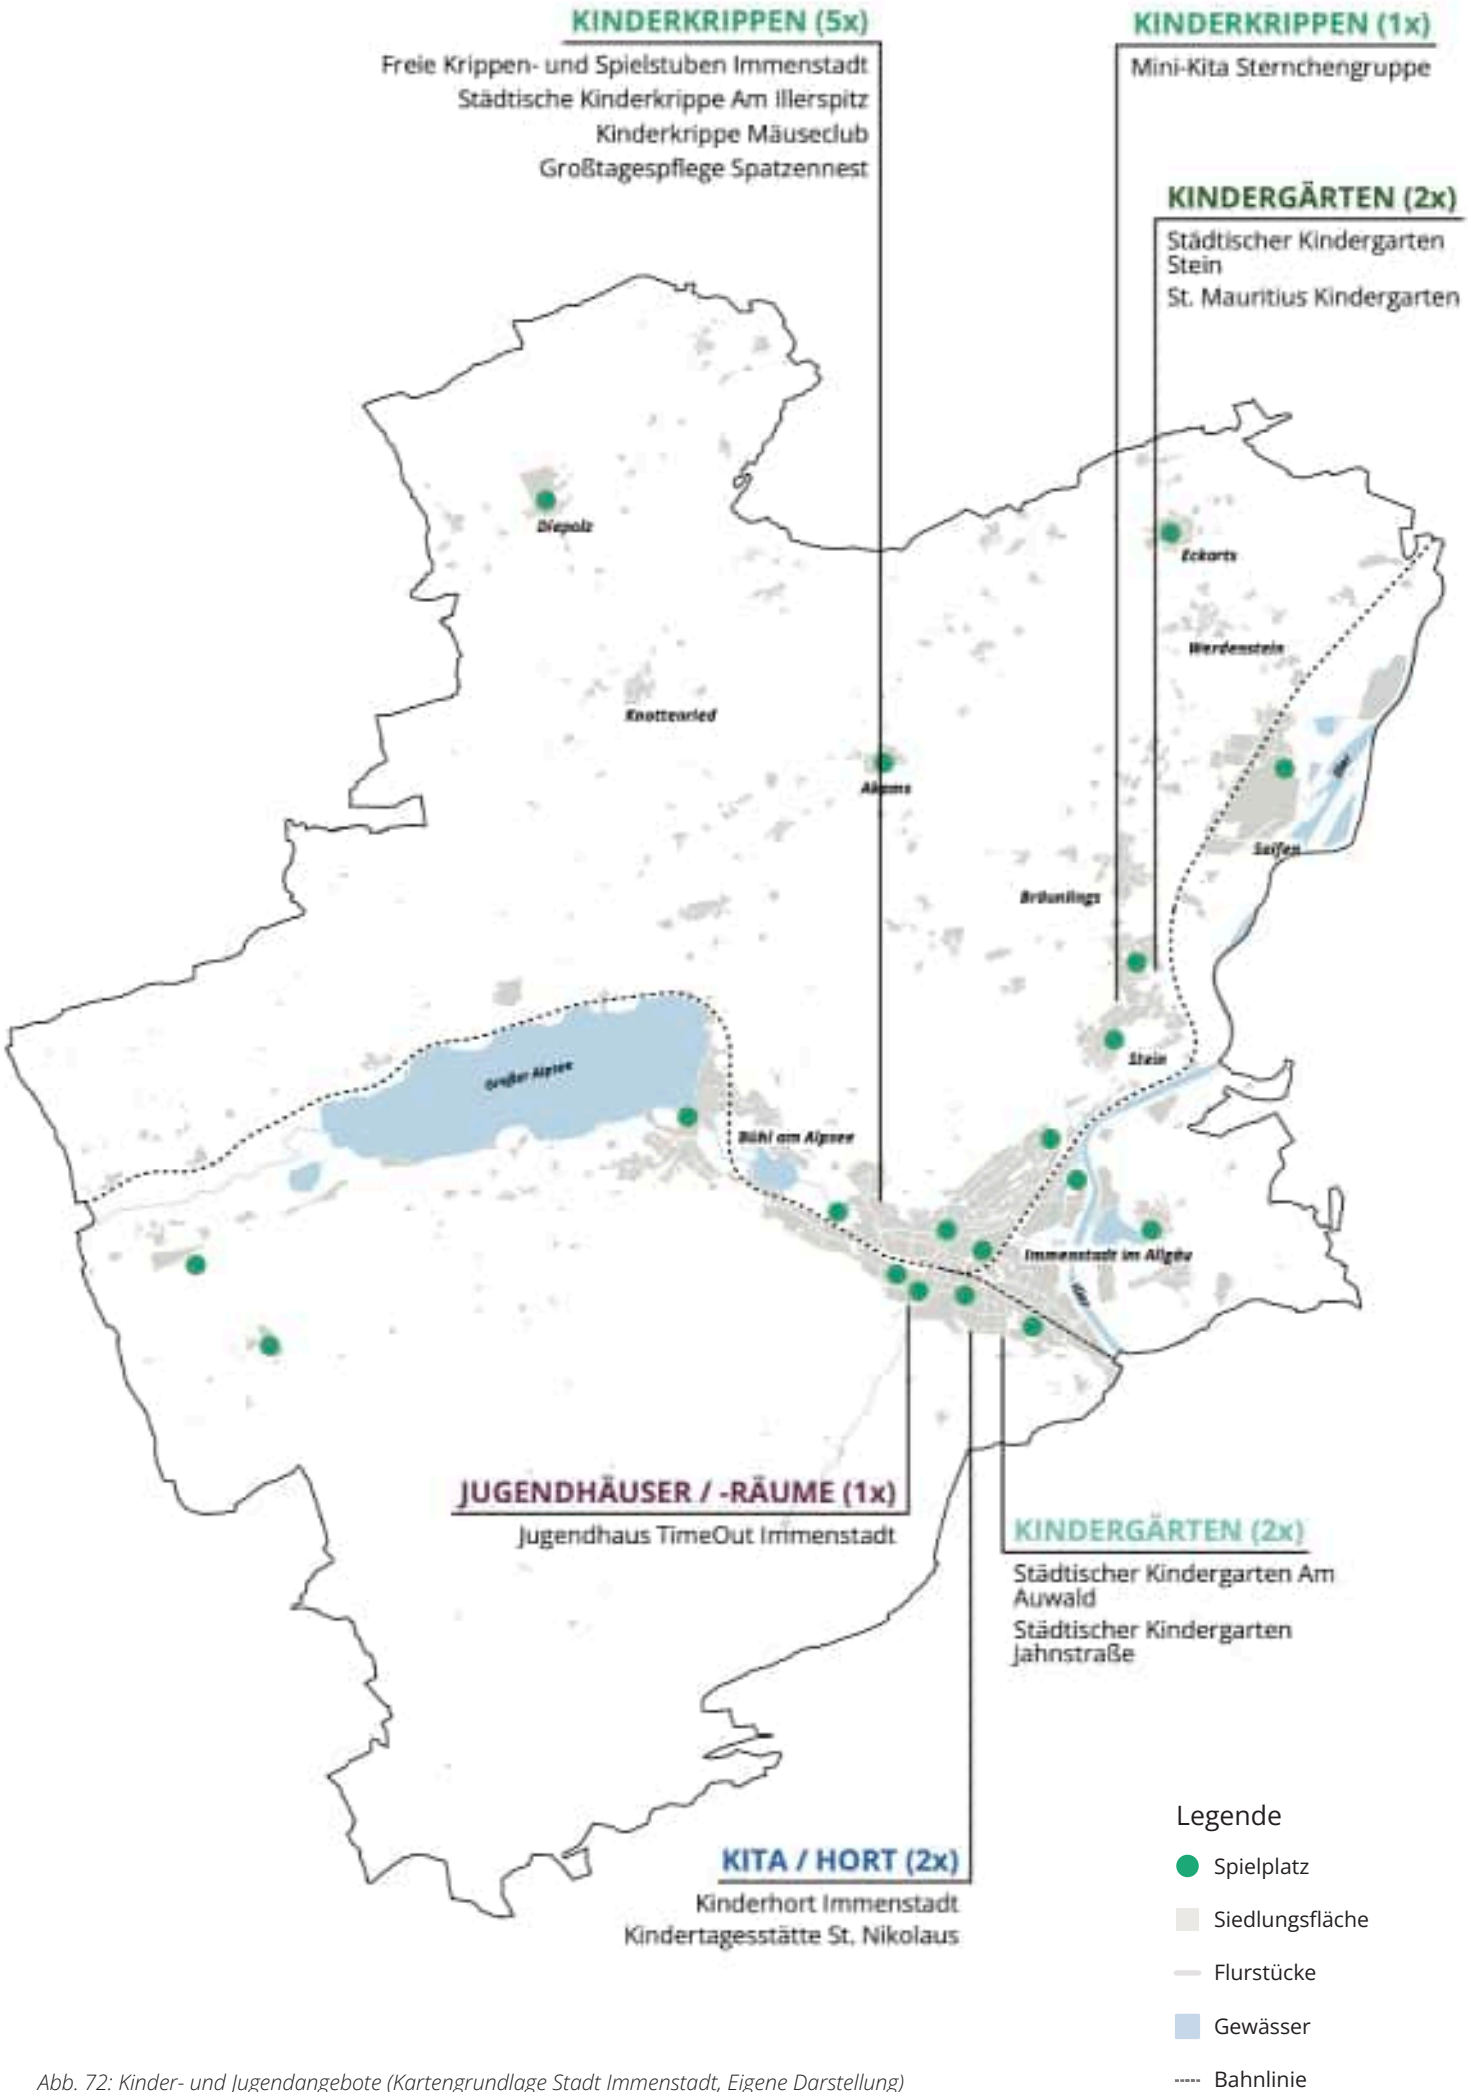 KINDERKRIPPEN (5x)
Freie Krippen- und Spielstuben Immenstadt
Städtische Kinderkrippe Am Illerspitz
Kinderkrippe Mäuseclub
Großtagespflege Spatzennest
KINDERKRIPPEN (1x)
Mini-Kita Sternchengruppe
KINDERGÄRTEN (2x)
Städtischer Kindergarten
Stein
St. Mauritius Kindergarten
Diepolz
Eckarts
Werdenstein
Knottenried
Akams
Iller
Seifen
Bräunlings
Großer Alpsee
Stein
Bühl am Alpsee
Immenstadt im Allgäu
Iller
JUGENDHÄUSER / -RÄUME (1x)
Jugendhaus TimeOut Immenstadt
KINDERGÄRTEN (2x)
Städtischer Kindergarten Am
Auwald
Städtischer Kindergarten
Jahnstraße
KITA / HORT (2x)
Kinderhort Immenstadt
Kindertagesstätte St. Nikolaus
Legende
Spielplatz
Siedlungsfläche
Flurstücke
Gewässer
Bahnlinie
Abb. 72: Kinder- und Jugendangebote (Kartengrundlage Stadt Immenstadt, Eigene Darstellung)